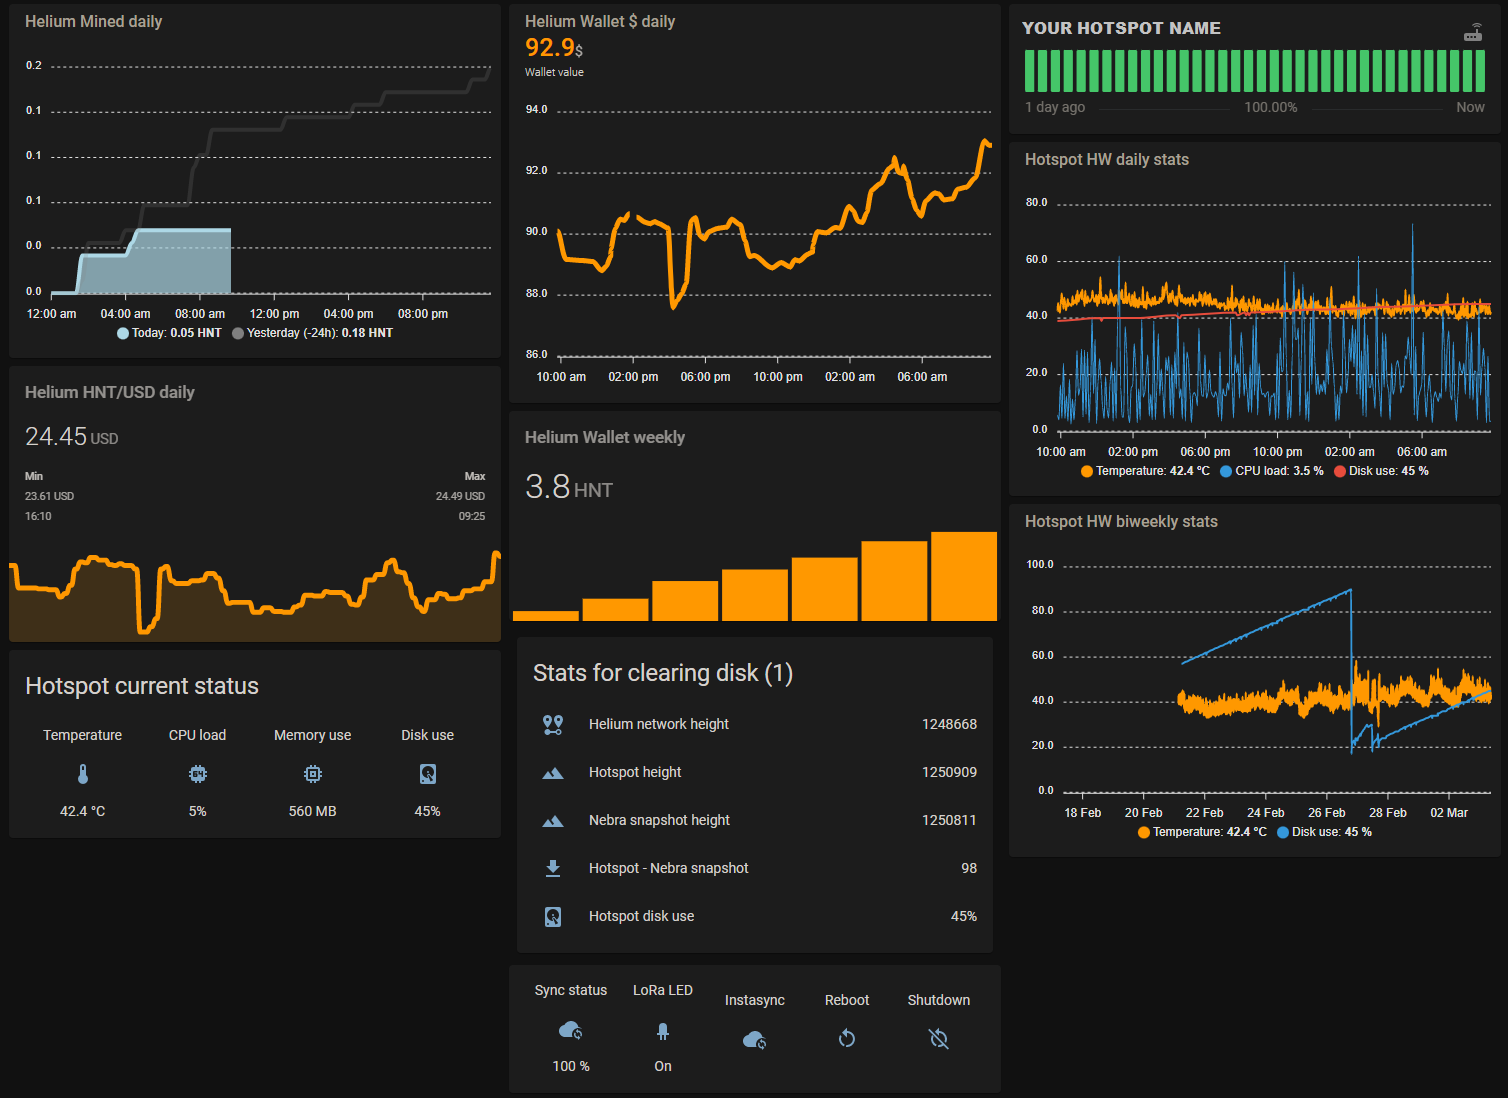 Helium Mined daily
0.2
0.1
0.1
0.1
0.0
0.0
12:00 am 04:00 am 08:00 am 12:00 pm 04:00 pm 08:00 pm
Today: 0.05 HNT Yesterday (-24h): 0.18 HNT
Helium HNT/USD daily
24.45 USD
Min Max
23.61 USD 24.49 USD
16:10 09:25
Hotspot current status
Temperature CPU load Memory use Disk use
42.4 °C 5% 560 MB 45%
Helium Wallet $ daily
92.9$
Wallet value
94.0
92.0
90.0
88.0
86.0
10:00 am 02:00 pm 06:00 pm 10:00 pm 02:00 am 06:00 am
Helium Wallet weekly
3.8 HNT
Stats for clearing disk (1)
Helium network height 1248668
Hotspot height 1250909
Nebra snapshot height 1250811
Hotspot - Nebra snapshot 98
Hotspot disk use 45%
Sync status LoRa LED Instasync Reboot Shutdown
100 % On
YOUR HOTSPOT NAME
1 day ago 100.00% Now
Hotspot HW daily stats
80.0
60.0
40.0
20.0
0.0
10:00 am 02:00 pm 06:00 pm 10:00 pm 02:00 am 06:00 am
Temperature: 42.4 °C CPU load: 3.5 % Disk use: 45 %
Hotspot HW biweekly stats
100.0
80.0
60.0
40.0
20.0
0.0
18 Feb 20 Feb 22 Feb 24 Feb 26 Feb 28 Feb 02 Mar
Temperature: 42.4 °C Disk use: 45 %